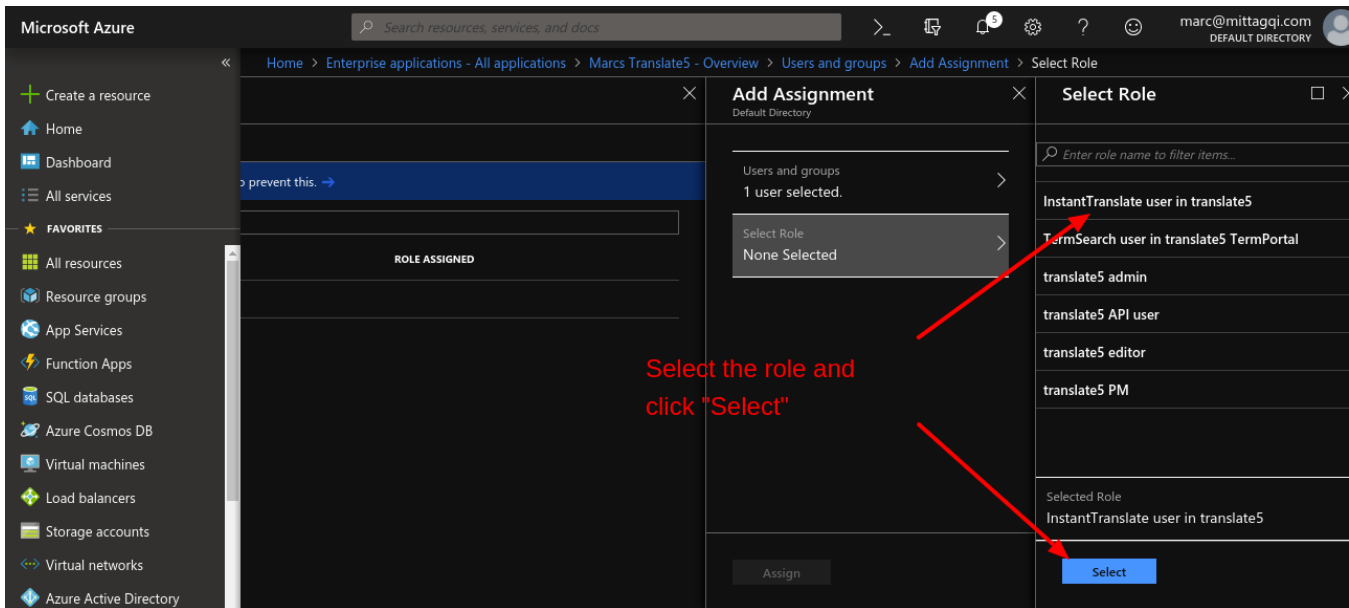 Microsoft Azure
Search resources, services, and docs
5
marc@mittagqi.com
DEFAULT DIRECTORY
Home > Enterprise applications - All applications > Marcs Translate5 - Overview > Users and groups > Add Assignment > Select Role
Create a resource
Home
Dashboard
All services
FAVORITES
All resources
Resource groups
App Services
Function Apps
SQL databases
Azure Cosmos DB
Virtual machines
Load balancers
Storage accounts
Virtual networks
Azure Active Directory
prevent this.
ROLE ASSIGNED
Add Assignment
Default Directory
Users and groups
1 user selected.
Select Role
None Selected
Select the role and
click "Select"
Assign
Select Role
Enter role name to filter items...
InstantTranslate user in translate5
TermSearch user in translate5 TermPortal
translate5 admin
translate5 API user
translate5 editor
translate5 PM
Selected Role
InstantTranslate user in translate5
Select